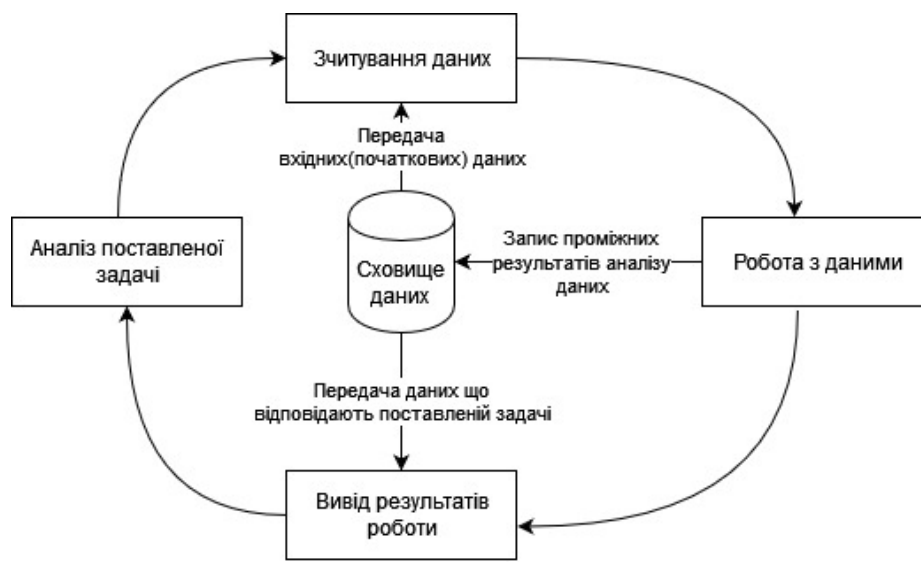 Зчитування даних
Передача
вхідних(початкових) даних
Аналіз поставленої
задачі
Сховище
даних
Запис проміжних
результатів аналізу
даних
Робота з даними
Передача даних що
відповідають поставленій задачі
Вивід результатів
роботи